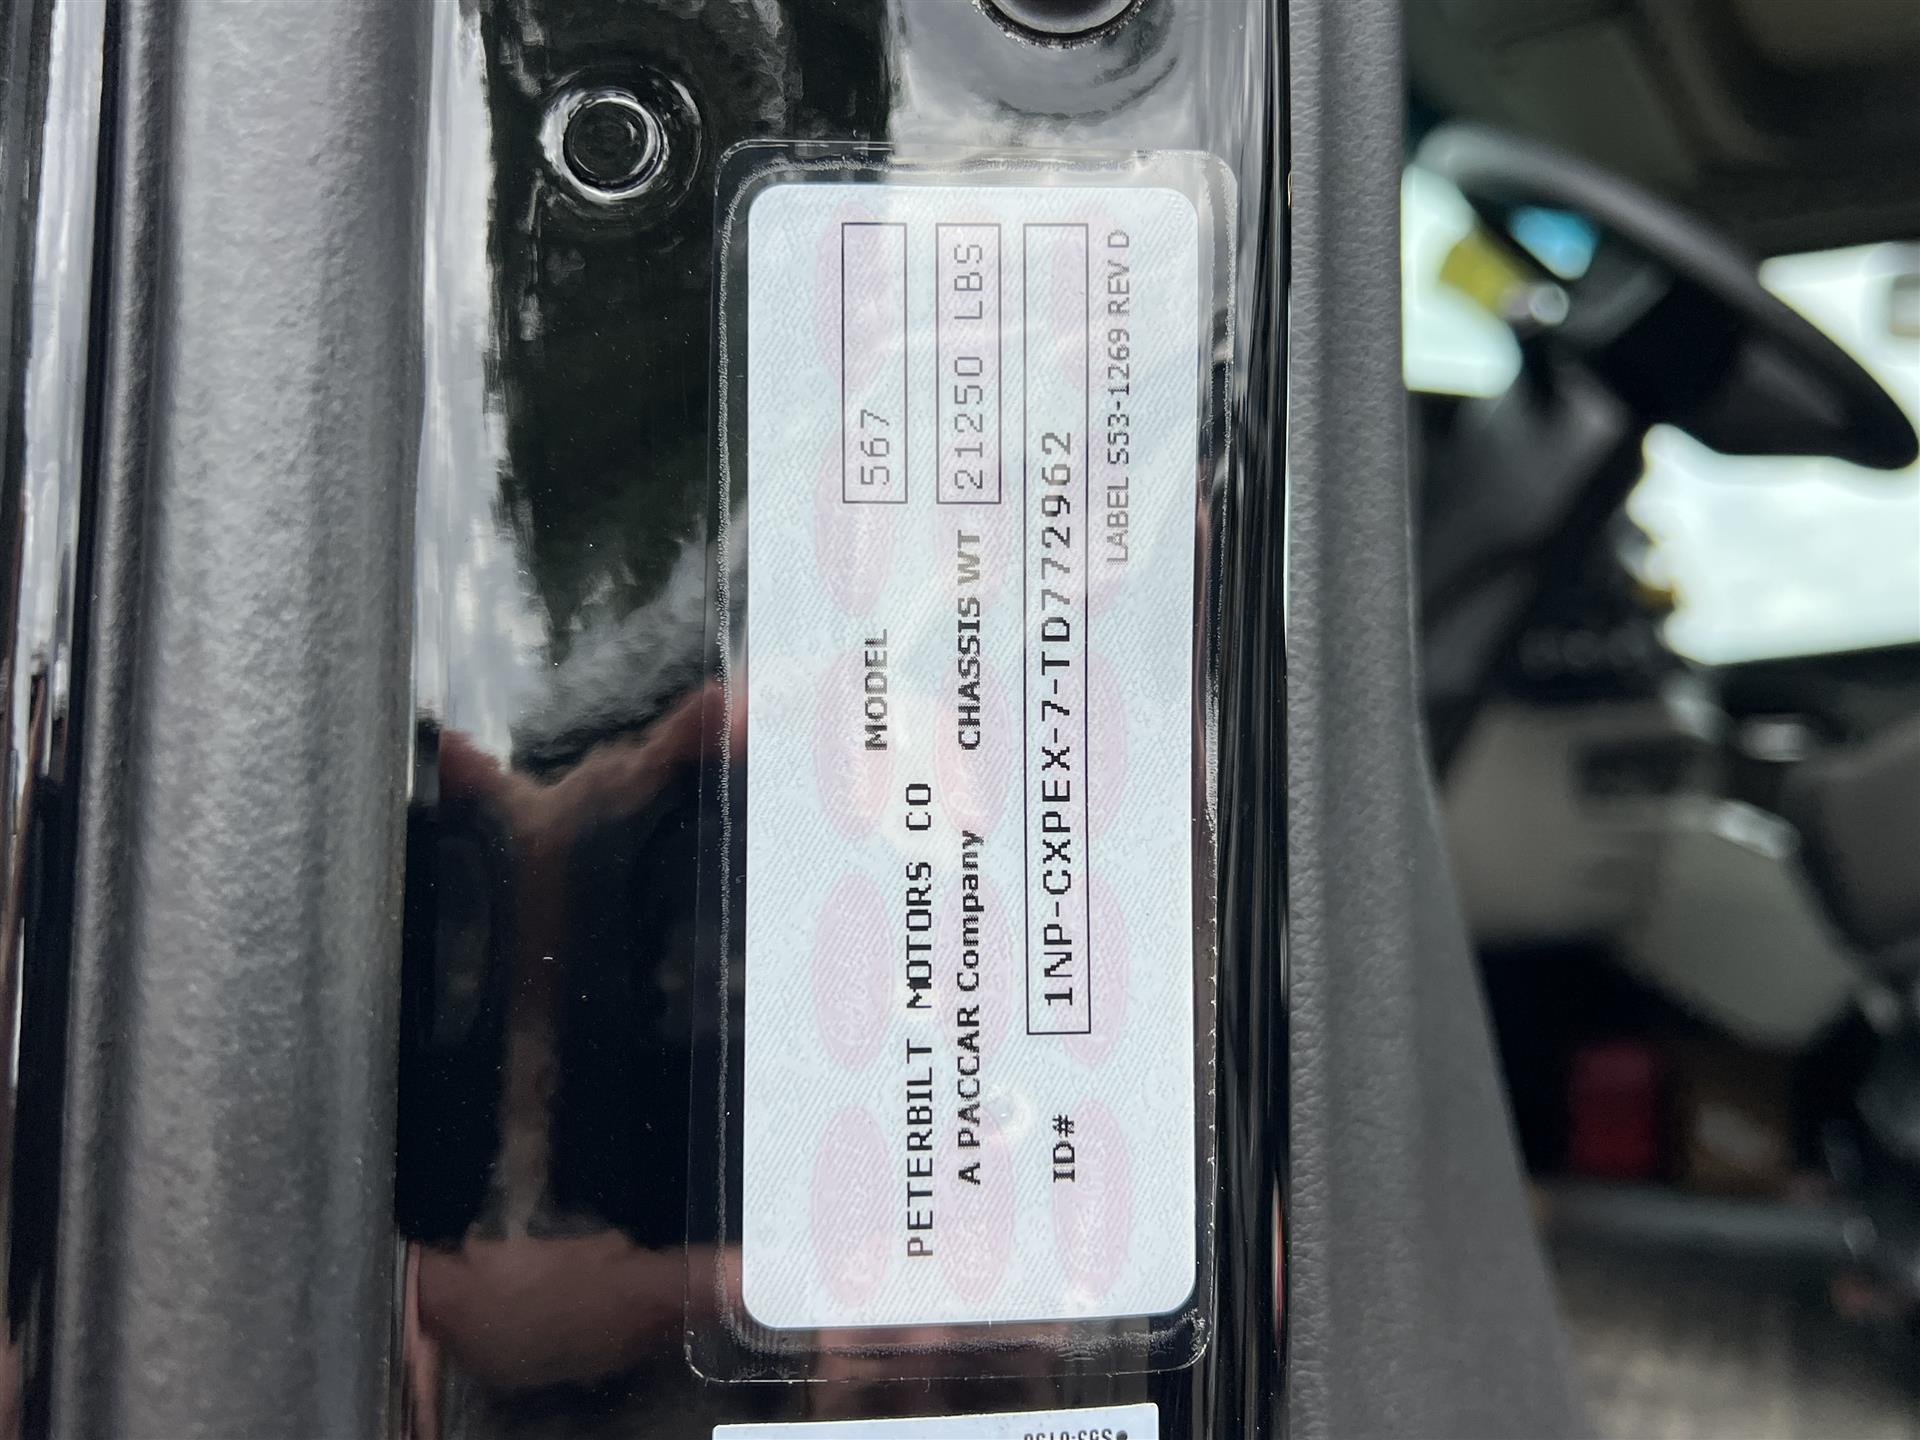 MODEL 567
PETERBILT MOTORS CO
A PACCAR Company CHASSIS WT 21250 LBS
ID# 1NP-CXPEX-7-TD772962
LABEL S53-1269 REV D